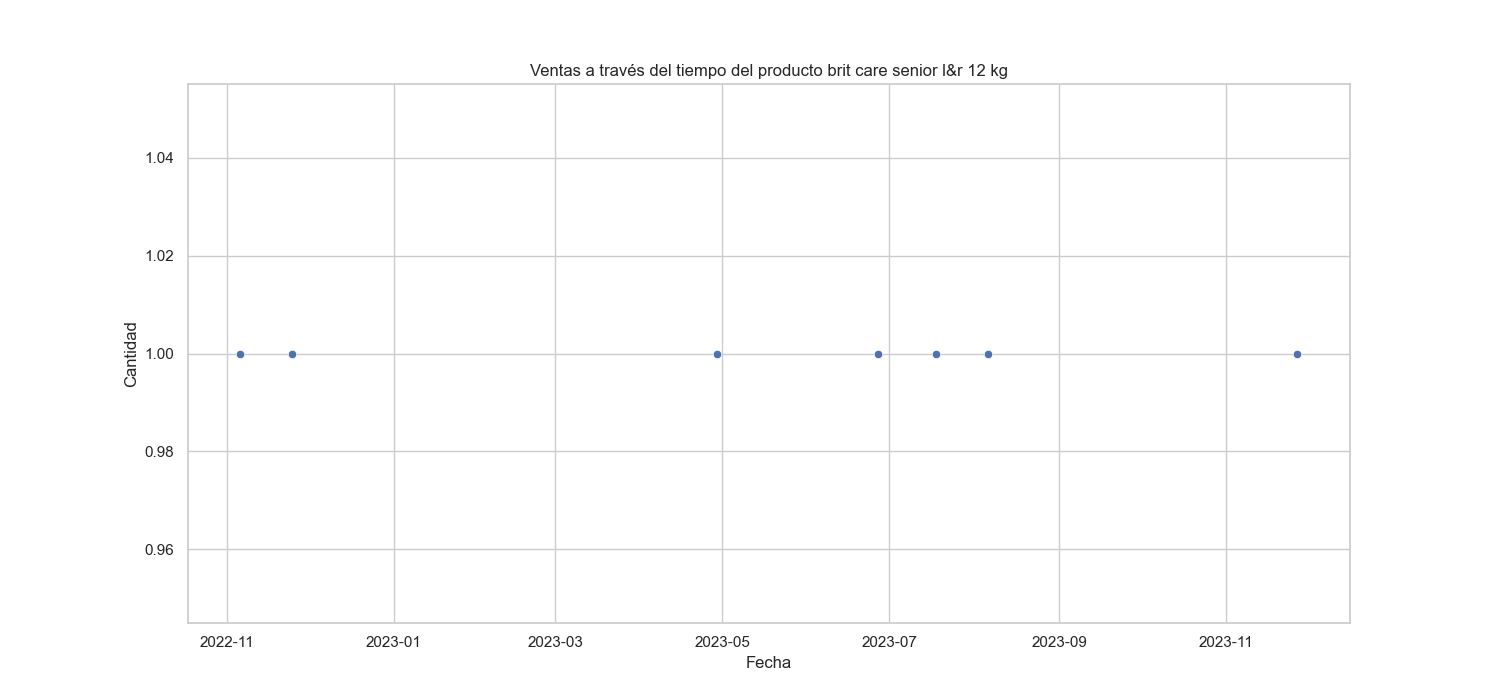 Ventas a través del tiempo del producto brit care senior l&r 12 kg
1.04
1.02
1.00
0.98
0.96
Cantidad
2022-11 2023-01 2023-03 2023-05 2023-07 2023-09 2023-11
Fecha